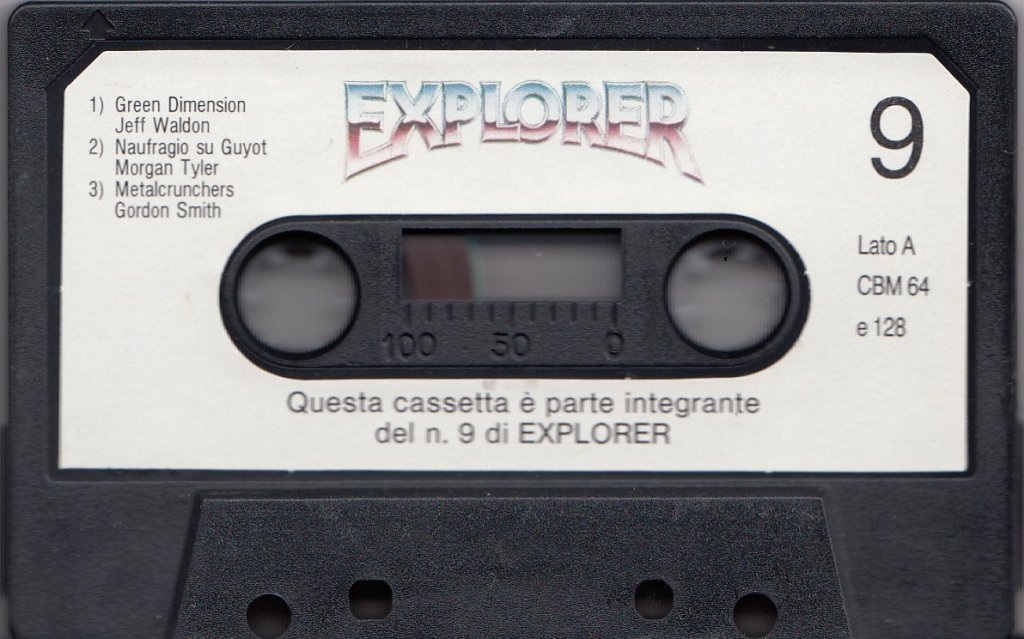 1) Green Dimension
Jeff Waldon
2) Naufragio su Guyot
Morgan Tyler
3) Metalcrunchers
Gordon Smith
EXPLORER
9
Lato A
CBM 64
e 128
100 50 0
Questa cassetta è parte integrante
del n. 9 di EXPLORER